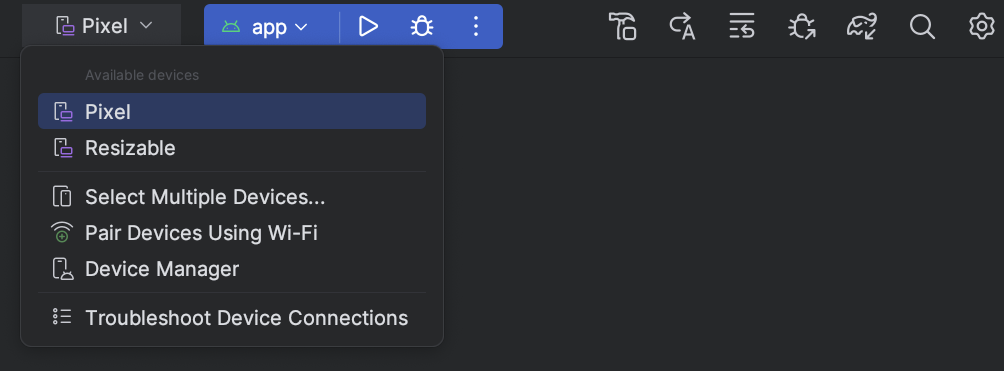 Pixel
app
Available devices
Pixel
Resizable
Select Multiple Devices...
Pair Devices Using Wi-Fi
Device Manager
Troubleshoot Device Connections